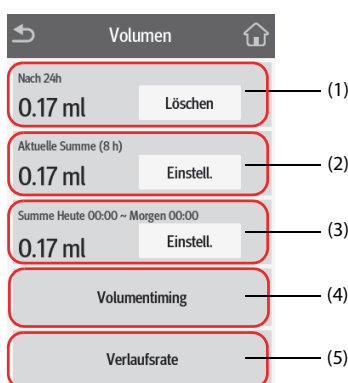 Volumen
Nach 24h
0.17 ml Löschen (1)
Aktuelle Summe (8 h)
0.17 ml Einstell. (2)
Summe Heute 00:00 ~ Morgen 00:00
0.17 ml Einstell. (3)
Volumentiming (4)
Verlaufsrate (5)